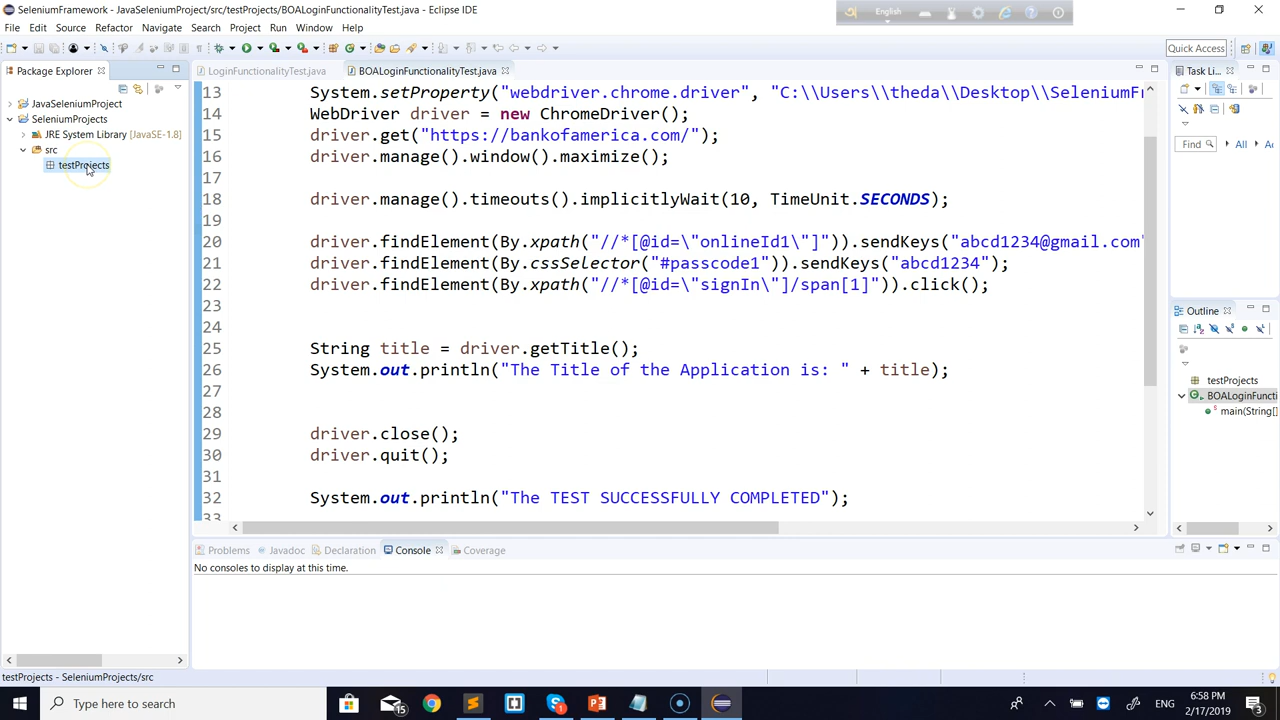 SeleniumFramework - JavaSeleniumProject/src/testProjects/BOALoginFunctionalityTest.java - Eclipse IDE
English
File Edit Source Refactor Navigate Search Project Run Window Help
Quick Access
Package Explorer
LoginFunctionalityTest.java
BOALoginFunctionalityTest.java
Task Li...
JavaSeleniumProject
SeleniumProjects
JRE System Library [JavaSE-1.8]
src
testProjects
13 System.setProperty("webdriver.chrome.driver", "C:\\Users\\theda\\Desktop\\SeleniumFr
14 WebDriver driver = new ChromeDriver();
15 driver.get("https://bankofamerica.com/");
16 driver.manage().window().maximize();
17
18 driver.manage().timeouts().implicitlyWait(10, TimeUnit.SECONDS);
19
20 driver.findElement(By.xpath("//*[@id=\"onlineId1\"]")).sendKeys("abcd1234@gmail.com"
21 driver.findElement(By.cssSelector("#passcode1")).sendKeys("abcd1234");
22 driver.findElement(By.xpath("//*[@id=\"signIn\"]/span[1]")).click();
23
24
25 String title = driver.getTitle();
26 System.out.println("The Title of the Application is: " + title);
27
28
29 driver.close();
30 driver.quit();
31
32 System.out.println("The TEST SUCCESSFULLY COMPLETED");
33
Find All
Outline
testProjects
BOALoginFuncti
main(String[]
Problems Javadoc Declaration Console Coverage
No consoles to display at this time.
testProjects - SeleniumProjects/src
Type here to search
15
1
ENG
6:58 PM
2/17/2019
3